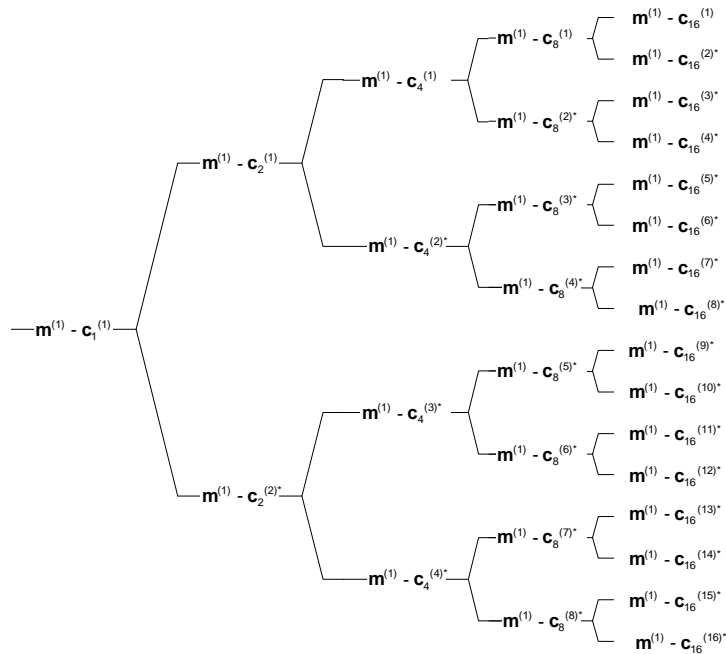 m(1) - c16(1)
m(1) - c8(1)
m(1) - c16(2)*
m(1) - c4(1)
m(1) - c16(3)*
m(1) - c8(2)*
m(1) - c16(4)*
m(1) - c2(1)
m(1) - c16(5)*
m(1) - c8(3)*
m(1) - c16(6)*
m(1) - c4(2)*
m(1) - c16(7)*
m(1) - c8(4)*
m(1) - c16(8)*
m(1) - c1(1)
m(1) - c16(9)*
m(1) - c8(5)*
m(1) - c16(10)*
m(1) - c4(3)*
m(1) - c16(11)*
m(1) - c8(6)*
m(1) - c16(12)*
m(1) - c2(2)*
m(1) - c16(13)*
m(1) - c8(7)*
m(1) - c16(14)*
m(1) - c4(4)*
m(1) - c16(15)*
m(1) - c8(8)*
m(1) - c16(16)*